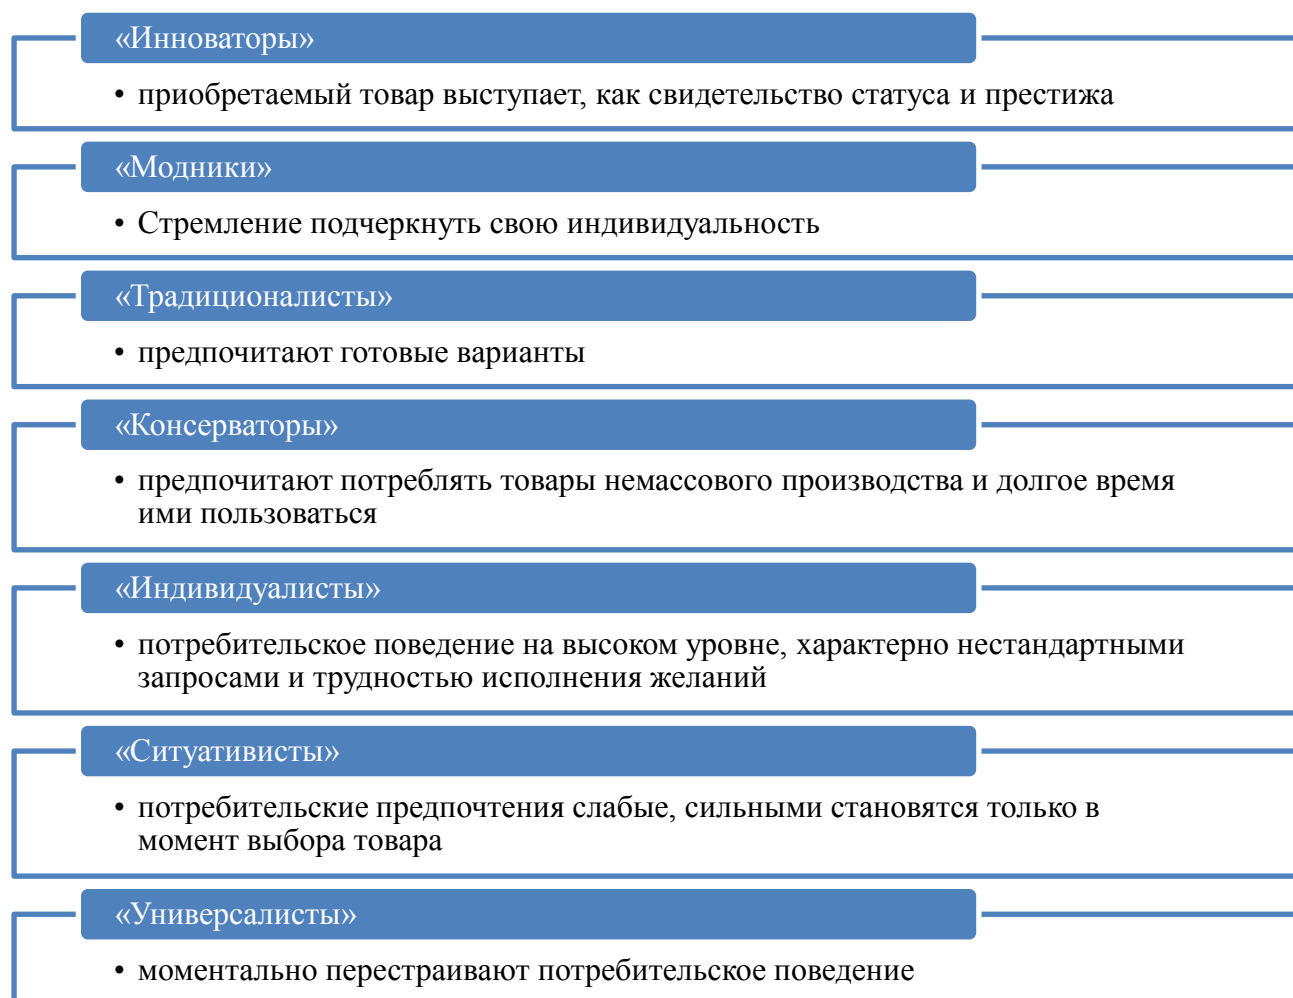 «Инноваторы»
• приобретаемый товар выступает, как свидетельство статуса и престижа
«Модники»
• Стремление подчеркнуть свою индивидуальность
«Традиционалисты»
• предпочитают готовые варианты
«Консерваторы»
• предпочитают потреблять товары немассового производства и долгое время
ими пользоваться
«Индивидуалисты»
• потребительское поведение на высоком уровне, характерно нестандартными
запросами и трудностью исполнения желаний
«Ситуативисты»
• потребительские предпочтения слабые, сильными становятся только в
момент выбора товара
«Универсалисты»
• моментально перестраивают потребительское поведение